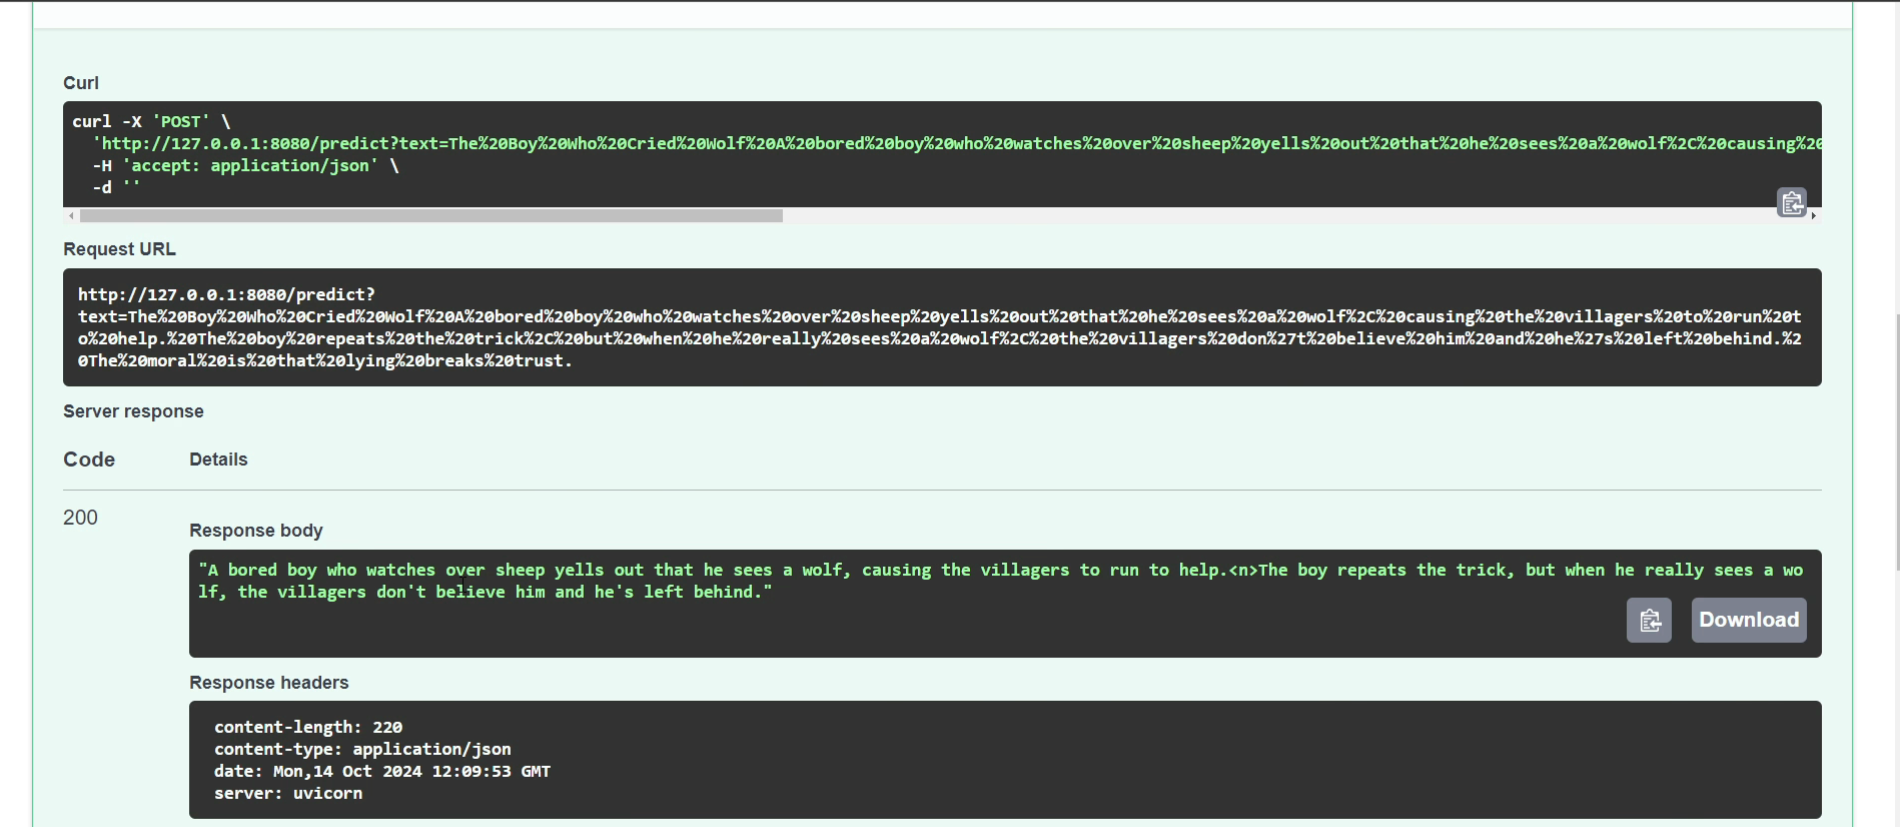 Curl
curl -X 'POST' \
'http://127.0.0.1:8080/predict?text=The%20Boy%20Who%20Cried%20Wolf%20A%20bored%20boy%20who%20watches%20over%20sheep%20yells%20out%20that%20he%20sees%20a%20wolf%2C%20causing%20
-H 'accept: application/json' \
-d ''
Request URL
http://127.0.0.1:8080/predict?
text=The%20Boy%20Who%20Cried%20Wolf%20A%20bored%20boy%20who%20watches%20over%20sheep%20yells%20out%20that%20he%20sees%20a%20wolf%2C%20causing%20the%20villagers%20to%20run%20t
o%20help.%20The%20boy%20repeats%20the%20trick%2C%20but%20when%20he%20really%20sees%20a%20wolf%2C%20the%20villagers%20don%27t%20believe%20him%20and%20he%27s%20left%20behind.%2
0The%20moral%20is%20that%20lying%20breaks%20trust.
Server response
Code Details
200
Response body
"A bored boy who watches over sheep yells out that he sees a wolf, causing the villagers to run to help.<n>The boy repeats the trick, but when he really sees a wo
lf, the villagers don't believe him and he's left behind."
Download
Response headers
content-length: 220
content-type: application/json
date: Mon,14 Oct 2024 12:09:53 GMT
server: uvicorn